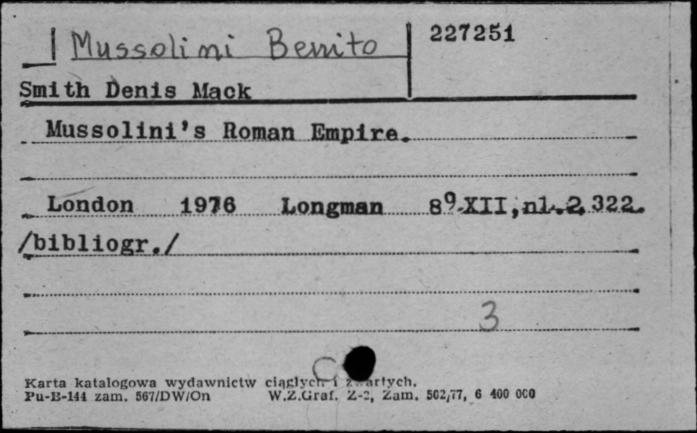 Mussolini Benito 227251
Smith Denis Mack
Mussolini's Roman Empire.
London 1976 Longman 8º XII, nl. 2, 322.
/bibliogr./
3
Karta katalogowa wydawnictw ciągłych i zwartych.
Pu-B-144 zam. 567/DW/On W.Z.Graf. Z-2, Zam. 502/77, 6 400 000